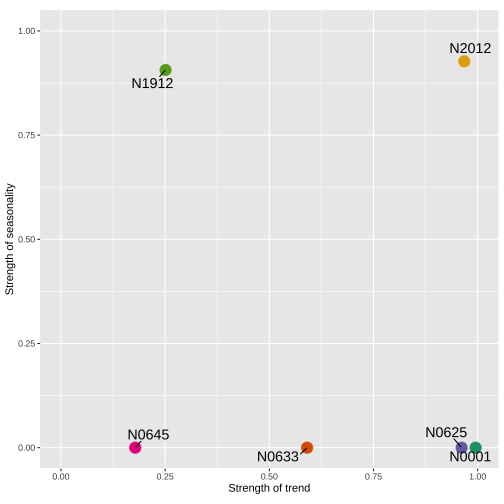 1.00
0.75
0.50
0.25
0.00
Strength of seasonality
N2012
N1912
N0645
N0625
N0633
N0001
0.00
0.25
0.50
0.75
1.00
Strength of trend